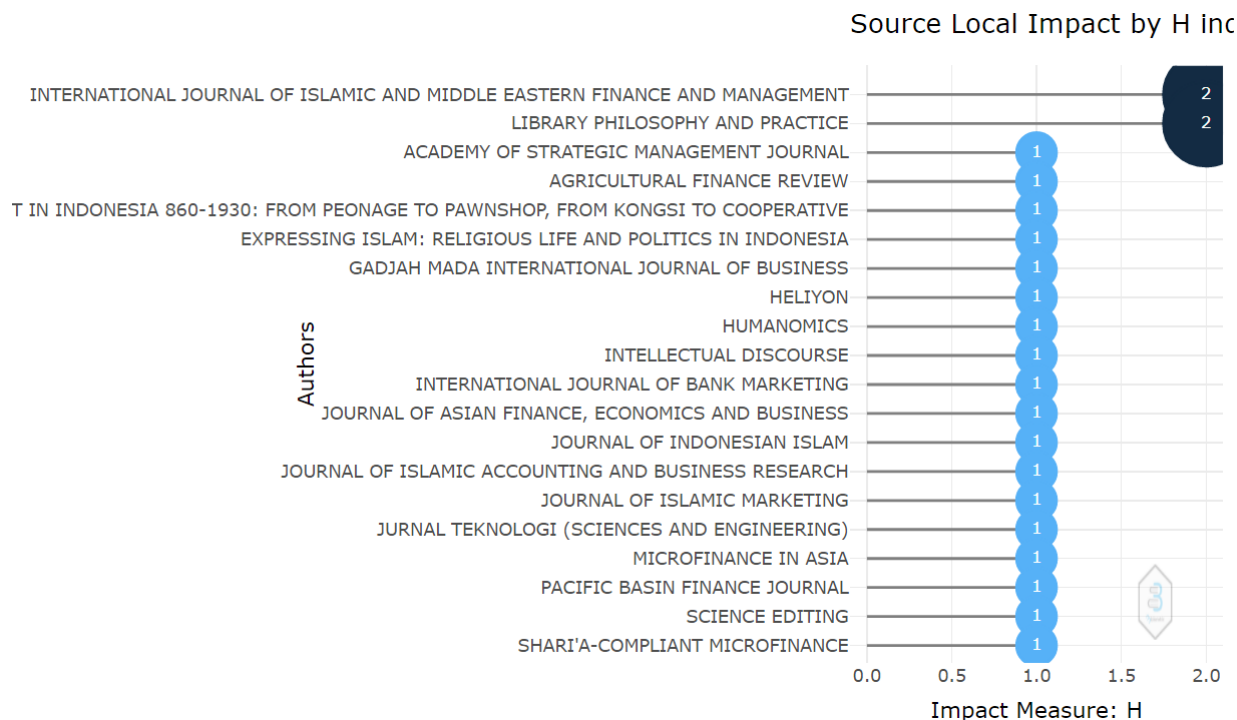 Source Local Impact by H inc
INTERNATIONAL JOURNAL OF ISLAMIC AND MIDDLE EASTERN FINANCE AND MANAGEMENT 2
LIBRARY PHILOSOPHY AND PRACTICE 2
ACADEMY OF STRATEGIC MANAGEMENT JOURNAL 1
AGRICULTURAL FINANCE REVIEW 1
T IN INDONESIA 860-1930: FROM PEONAGE TO PAWNSHOP, FROM KONGSI TO COOPERATIVE 1
EXPRESSING ISLAM: RELIGIOUS LIFE AND POLITICS IN INDONESIA 1
GADJAH MADA INTERNATIONAL JOURNAL OF BUSINESS 1
HELIYON 1
HUMANOMICS 1
INTELLECTUAL DISCOURSE 1
INTERNATIONAL JOURNAL OF BANK MARKETING 1
JOURNAL OF ASIAN FINANCE, ECONOMICS AND BUSINESS 1
JOURNAL OF INDONESIAN ISLAM 1
JOURNAL OF ISLAMIC ACCOUNTING AND BUSINESS RESEARCH 1
JOURNAL OF ISLAMIC MARKETING 1
JURNAL TEKNOLOGI (SCIENCES AND ENGINEERING) 1
MICROFINANCE IN ASIA 1
PACIFIC BASIN FINANCE JOURNAL 1
SCIENCE EDITING 1
SHARI'A-COMPLIANT MICROFINANCE 1
Authors
0.0 0.5 1.0 1.5 2.0
Impact Measure: H